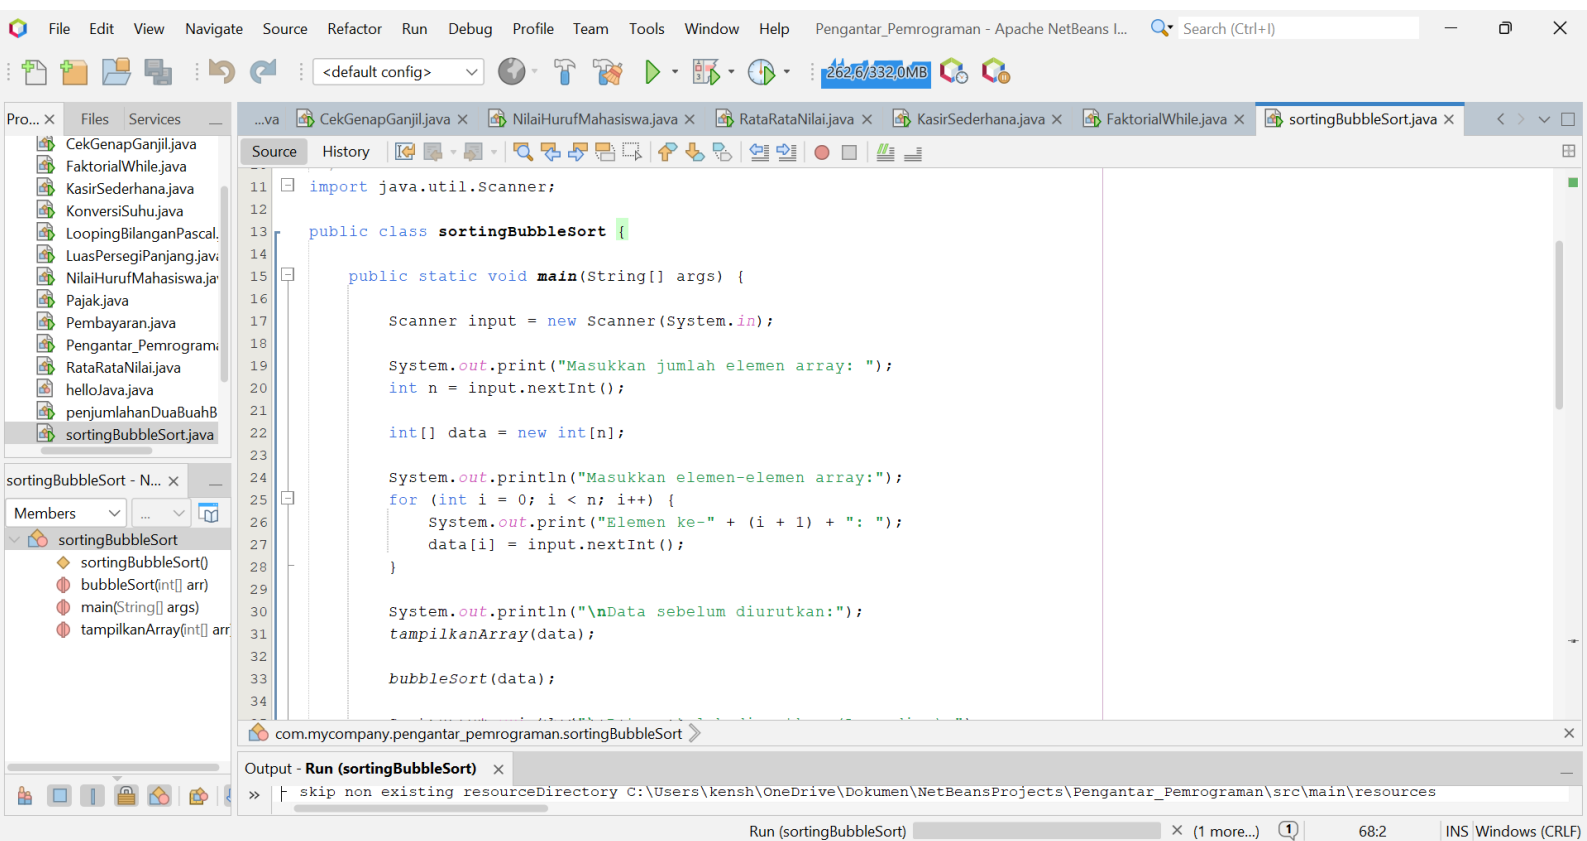 File Edit View Navigate Source Refactor Run Debug Profile Team Tools Window Help Pengantar_Pemrograman - Apache NetBeans I... Search (Ctrl+I)
<default config> 262,6/332,0MB
Pro... Files Services
...va CekGenapGanjil.java NilaiHurufMahasiswa.java RataRataNilai.java KasirSederhana.java FaktorialWhile.java sortingBubbleSort.java
Source History
CekGenapGanjil.java
FaktorialWhile.java
KasirSederhana.java
KonversiSuhu.java
LoopingBilanganPascal.
LuasPersegiPanjang.java
NilaiHurufMahasiswa.ja
Pajak.java
Pembayaran.java
Pengantar_Pemrogram
RataRataNilai.java
helloJava.java
penjumlahanDuaBuahB
sortingBubbleSort.java
sortingBubbleSort - N...
Members ...
sortingBubbleSort
sortingBubbleSort()
bubbleSort(int[] arr)
main(String[] args)
tampilkanArray(int[] arr
11 import java.util.Scanner;
12
13 public class sortingBubbleSort {
14
15 public static void main(String[] args) {
16
17 Scanner input = new Scanner(System.in);
18
19 System.out.print("Masukkan jumlah elemen array: ");
20 int n = input.nextInt();
21
22 int[] data = new int[n];
23
24 System.out.println("Masukkan elemen-elemen array:");
25 for (int i = 0; i < n; i++) {
26 System.out.print("Elemen ke-" + (i + 1) + ": ");
27 data[i] = input.nextInt();
28 }
29
30 System.out.println("\nData sebelum diurutkan:");
31 tampilkanArray(data);
32
33 bubbleSort(data);
34
com.mycompany.pengantar_pemrograman.sortingBubbleSort
Output - Run (sortingBubbleSort)
skip non existing resourceDirectory C:\Users\kensh\OneDrive\Dokumen\NetBeansProjects\Pengantar_Pemrograman\src\main\resources
Run (sortingBubbleSort) (1 more...) 1 68:2 INS Windows (CRLF)